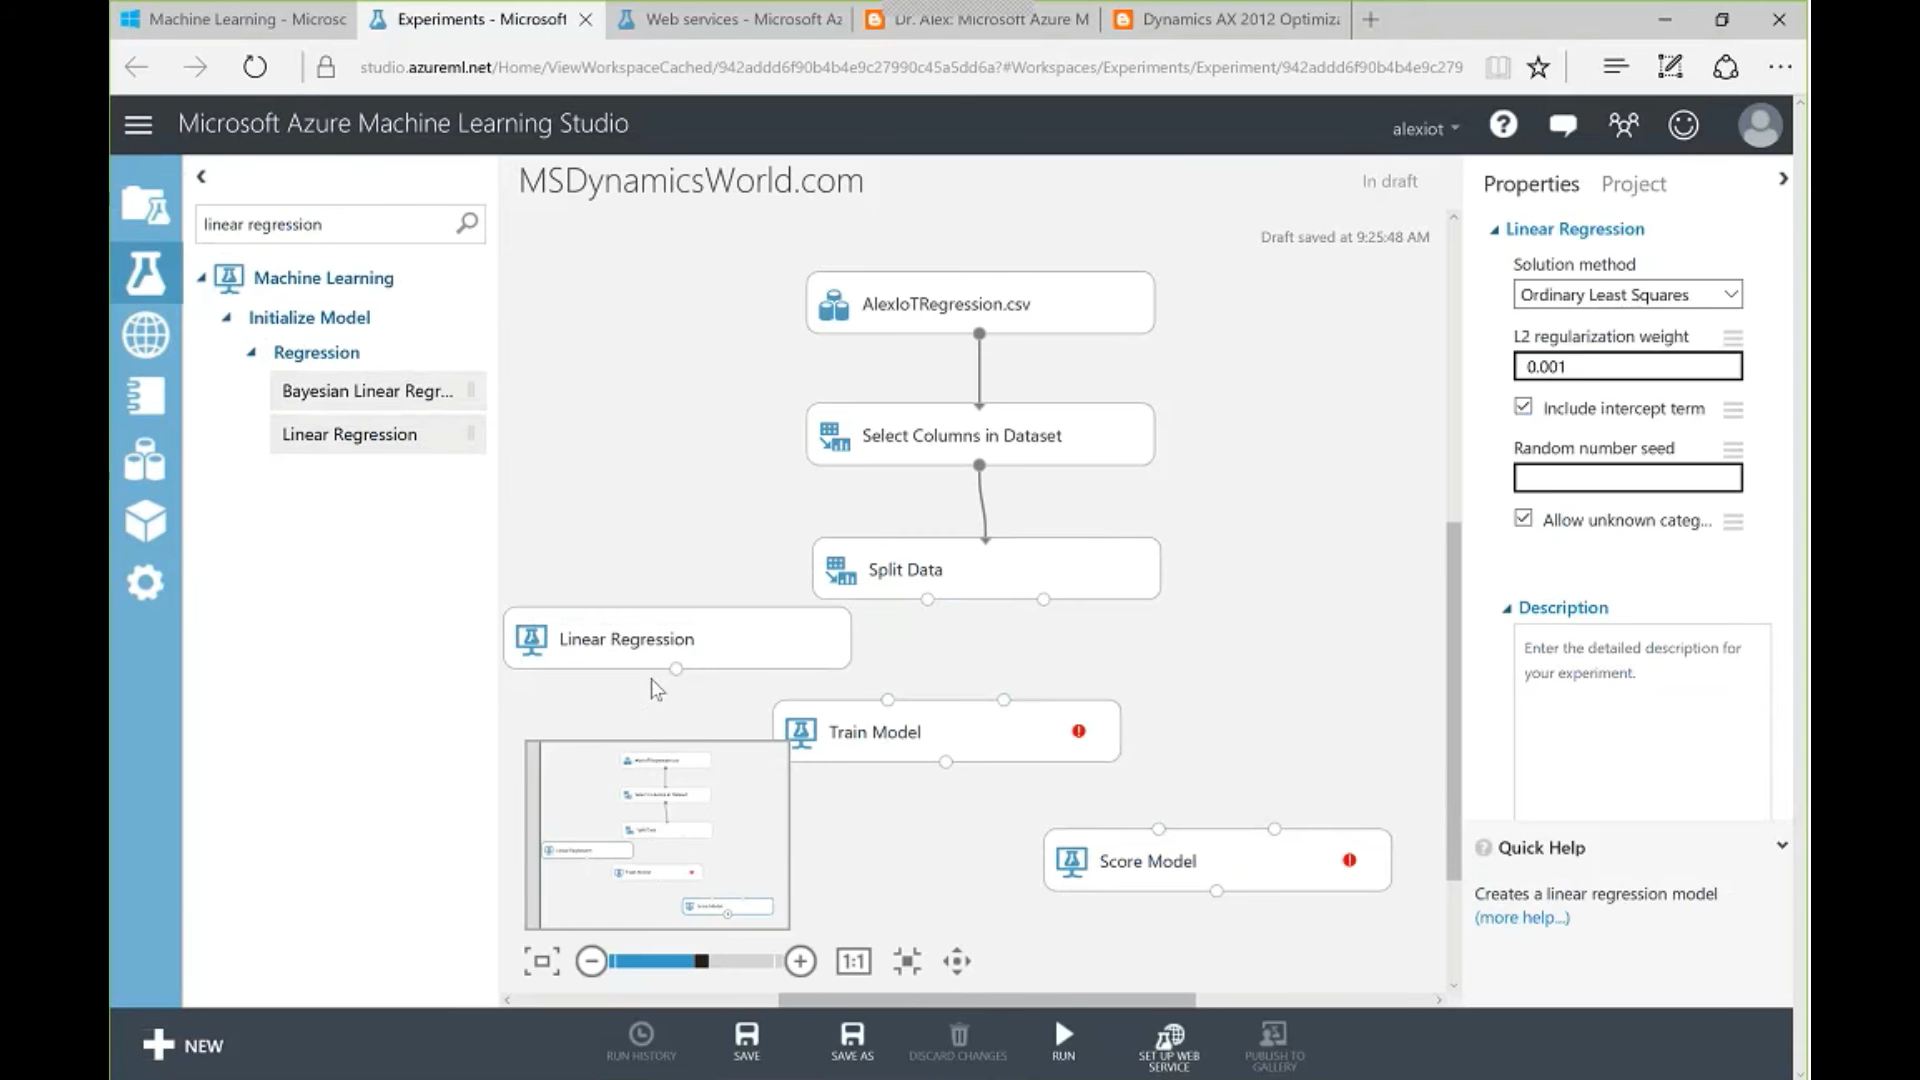 Machine Learning - Microsc
Experiments - Microsoft
Web services - Microsoft Az
Dr. Alex: Microsoft Azure M
Dynamics AX 2012 Optimiza
studio.azureml.net/Home/ViewWorkspaceCached/942addd6f90b4b4e9c27990c45a5dd6a?#Workspaces/Experiments/Experiment/942addd6f90b4b4e9c279
Microsoft Azure Machine Learning Studio
alexiot
linear regression
Machine Learning
Initialize Model
Regression
Bayesian Linear Regr...
Linear Regression
MSDynamicsWorld.com
In draft
Draft saved at 9:25:48 AM
AlexIoTRegression.csv
Select Columns in Dataset
Split Data
Linear Regression
Train Model
Score Model
1:1
Properties
Project
Linear Regression
Solution method
Ordinary Least Squares
L2 regularization weight
0.001
Include intercept term
Random number seed
Allow unknown categ...
Description
Enter the detailed description for
your experiment.
Quick Help
Creates a linear regression model
(more help...)
NEW
RUN HISTORY
SAVE
SAVE AS
DISCARD CHANGES
RUN
SET UP WEB
SERVICE
PUBLISH TO
GALLERY